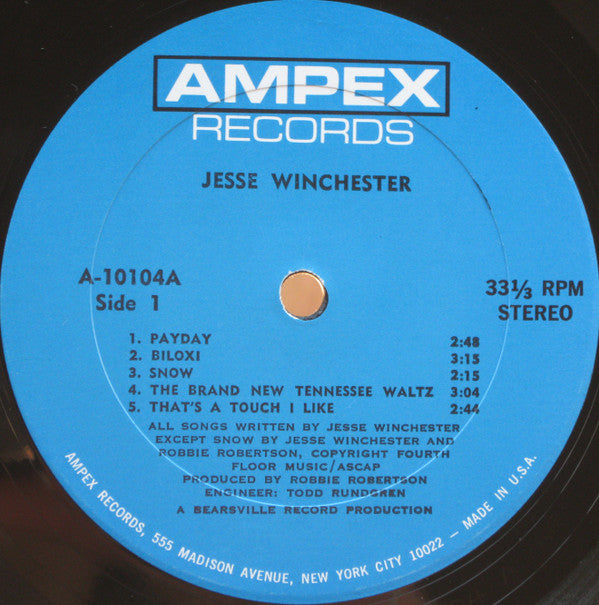 AMPEX
RECORDS
JESSE WINCHESTER
A-10104A
Side 1
33⅓ RPM
STEREO
1. PAYDAY 2:48
2. BILOXI 3:15
3. SNOW 2:15
4. THE BRAND NEW TENNESSEE WALTZ 3:04
5. THAT'S A TOUCH I LIKE 2:44
ALL SONGS WRITTEN BY JESSE WINCHESTER
EXCEPT SNOW BY JESSE WINCHESTER AND
ROBBIE ROBERTSON, COPYRIGHT FOURTH
FLOOR MUSIC/ASCAP
PRODUCED BY ROBBIE ROBERTSON
ENGINEER: TODD RUNDGREN
A BEARSVILLE RECORD PRODUCTION
AMPEX RECORDS, 555 MADISON AVENUE, NEW YORK CITY 10022 — MADE IN U.S.A.